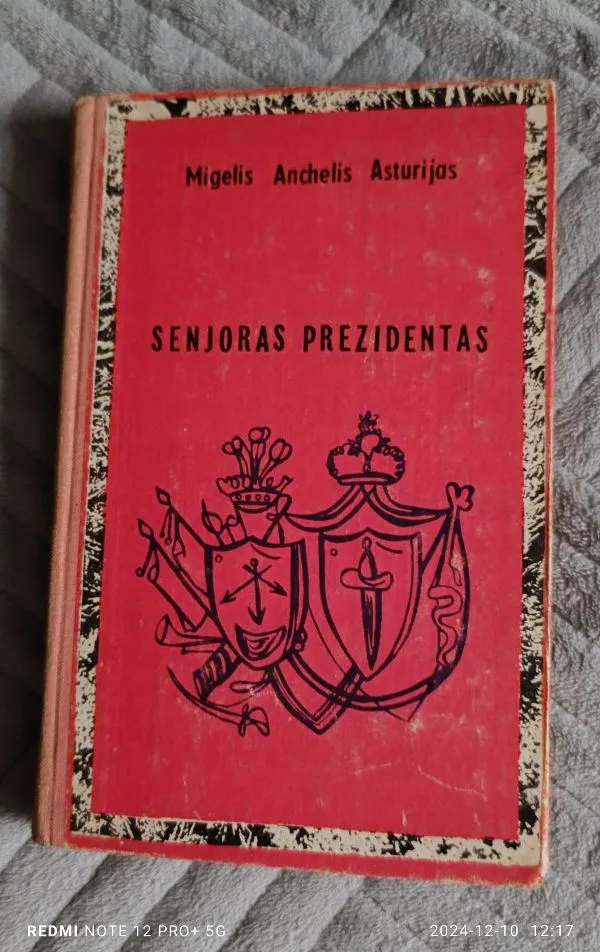 Migelis Anchelis Asturijas
SENJORAS PREZIDENTAS
REDMI NOTE 12 PRO+ 5G
2024-12-10 12:17